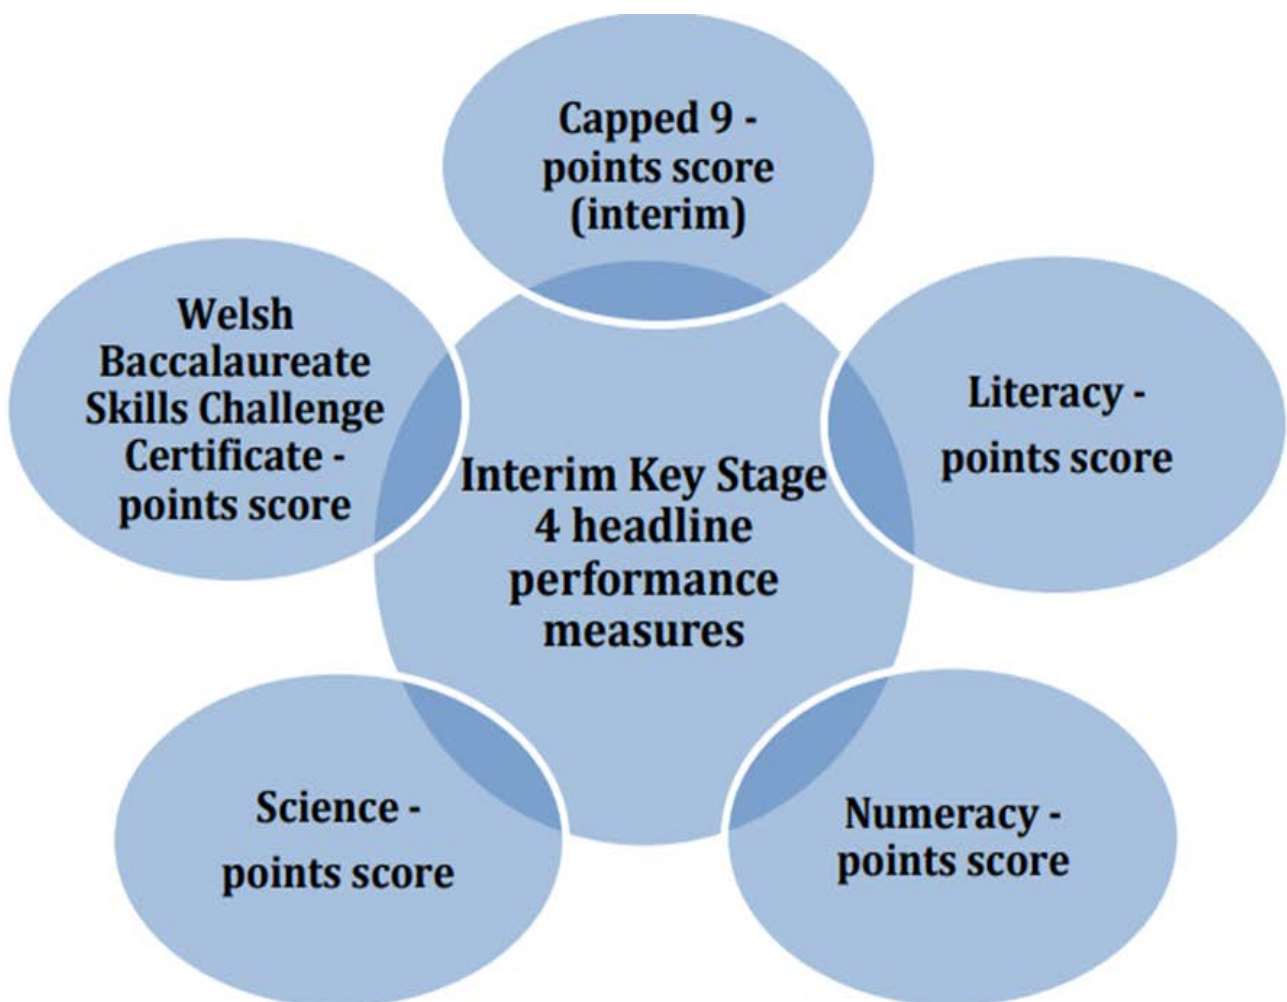 Capped 9 -
points score
(interim)
Welsh
Baccalaureate
Skills Challenge
Certificate -
points score
Literacy -
points score
Interim Key Stage
4 headline
performance
measures
Science -
points score
Numeracy -
points score